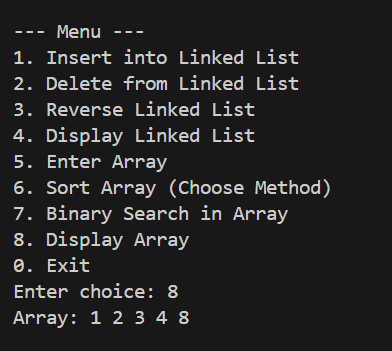 --- Menu ---
1. Insert into Linked List
2. Delete from Linked List
3. Reverse Linked List
4. Display Linked List
5. Enter Array
6. Sort Array (Choose Method)
7. Binary Search in Array
8. Display Array
0. Exit
Enter choice: 8
Array: 1 2 3 4 8